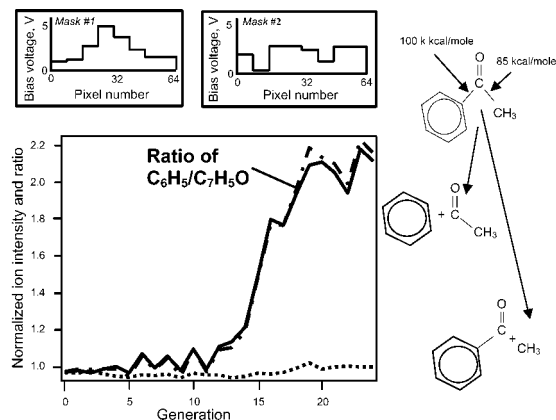 Mask #1
Bias voltage, V
5
0
0 32 64
Pixel number
Mask #2
Bias voltage, V
5
0
0 32 64
Pixel number
100 k kcal/mole
85 kcal/mole
O
C
CH₃
Normalized ion intensity and ratio
2.2
2.0
1.8
1.6
1.4
1.2
1.0
Ratio of
C₆H₅/C₇H₅O
0 5 10 15 20
Generation
O
+ C
CH₃
O
C
+
CH₃